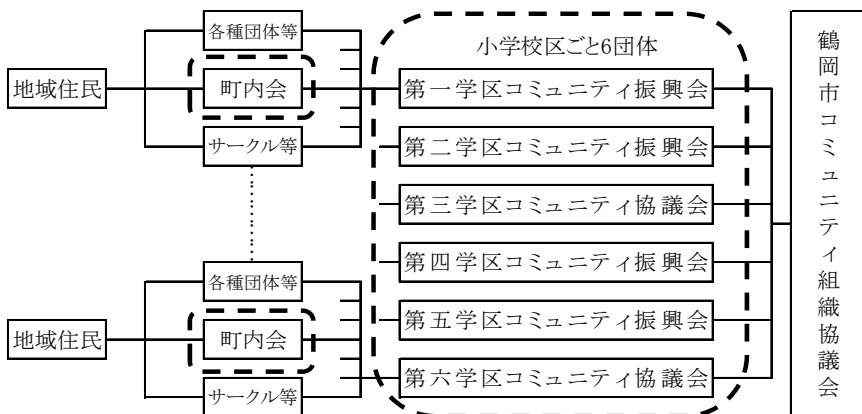 各種団体等
地域住民
町内会
サークル等
各種団体等
地域住民
町内会
サークル等
小学校区ごと6団体
第一学区コミュニティ振興会
第二学区コミュニティ振興会
第三学区コミュニティ協議会
第四学区コミュニティ振興会
第五学区コミュニティ振興会
第六学区コミュニティ協議会
鶴岡市コミュニティ組織協議会